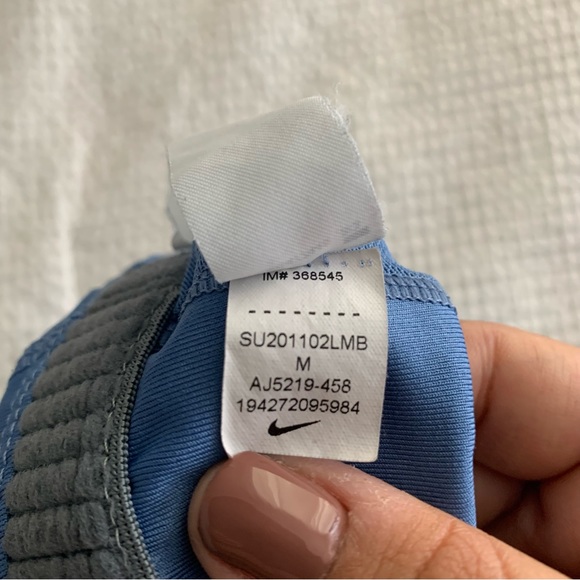 IM# 368545
---------
SU201102LMB
M
AJ5219-458
194272095984